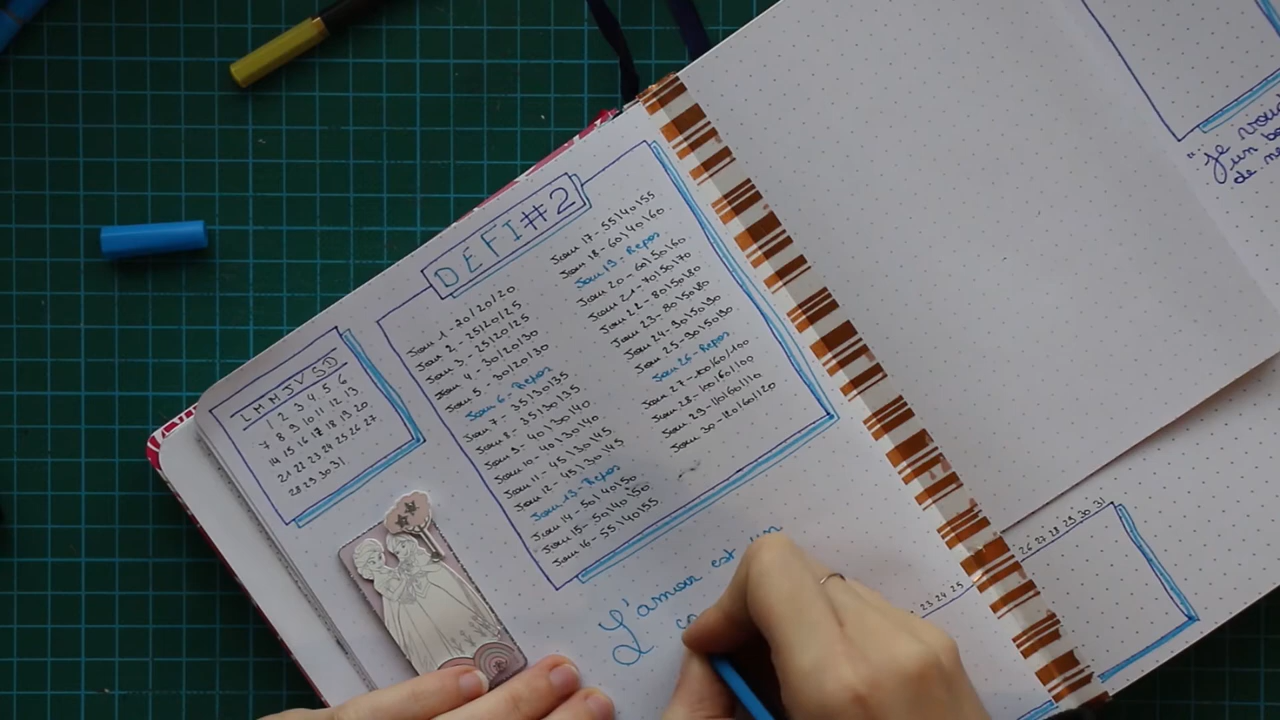 DEFI#2
L M M J V S D
1 2 3 4 5 6
7 8 9 10 11 12 13
14 15 16 17 18 19 20
21 22 23 24 25 26 27
28 29 30 31
Jour 1 - 20/20/20
Jour 2 - 25/20/25
Jour 3 - 25/20/25
Jour 4 - 30/20/30
Jour 5 - 30/20/30
Jour 6 - Repos
Jour 7 - 35/30/35
Jour 8 - 35/30/35
Jour 9 - 40/30/40
Jour 10 - 40/30/40
Jour 11 - 45/30/45
Jour 12 - 45/30/45
Jour 13 - Repos
Jour 14 - 50/40/50
Jour 15 - 50/40/50
Jour 16 - 55/40/55
Jour 17 - 55/40/55
Jour 18 - 60/40/60
Jour 19 - Repos
Jour 20 - 60/50/60
Jour 21 - 70/50/70
Jour 22 - 80/50/80
Jour 23 - 80/50/80
Jour 24 - 90/50/90
Jour 25 - 90/50/90
Jour 26 - Repos
Jour 27 - 100/60/100
Jour 28 - 100/60/100
Jour 29 - 110/60/110
Jour 30 - 120/60/120
L'amour est un
co
23 24 25 26 27 28 29 30 31
"je vous
un
de